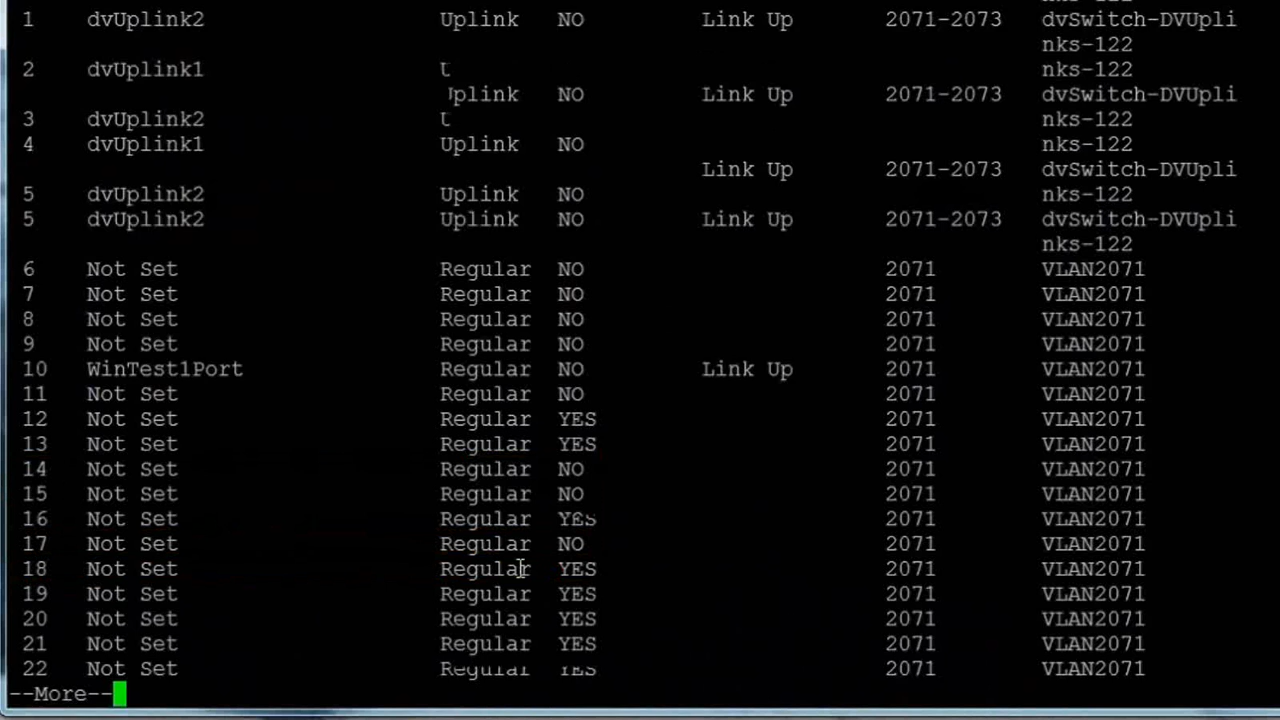 1 dvUplink2 Uplink NO Link Up 2071-2073 dvSwitch-DVUpli
nks-122
2 dvUplink1 nks-122
Uplink NO Link Up 2071-2073 dvSwitch-DVUpli
3 dvUplink2 nks-122
4 dvUplink1 Uplink NO nks-122
Link Up 2071-2073 dvSwitch-DVUpli
5 dvUplink2 Uplink NO nks-122
5 dvUplink2 Uplink NO Link Up 2071-2073 dvSwitch-DVUpli
nks-122
6 Not Set Regular NO 2071 VLAN2071
7 Not Set Regular NO 2071 VLAN2071
8 Not Set Regular NO 2071 VLAN2071
9 Not Set Regular NO 2071 VLAN2071
10 WinTest1Port Regular NO Link Up 2071 VLAN2071
11 Not Set Regular NO 2071 VLAN2071
12 Not Set Regular YES 2071 VLAN2071
13 Not Set Regular YES 2071 VLAN2071
14 Not Set Regular NO 2071 VLAN2071
15 Not Set Regular NO 2071 VLAN2071
16 Not Set Regular YES 2071 VLAN2071
17 Not Set Regular NO 2071 VLAN2071
18 Not Set Regular YES 2071 VLAN2071
19 Not Set Regular YES 2071 VLAN2071
20 Not Set Regular YES 2071 VLAN2071
21 Not Set Regular YES 2071 VLAN2071
22 Not Set Regular YES 2071 VLAN2071
--More--